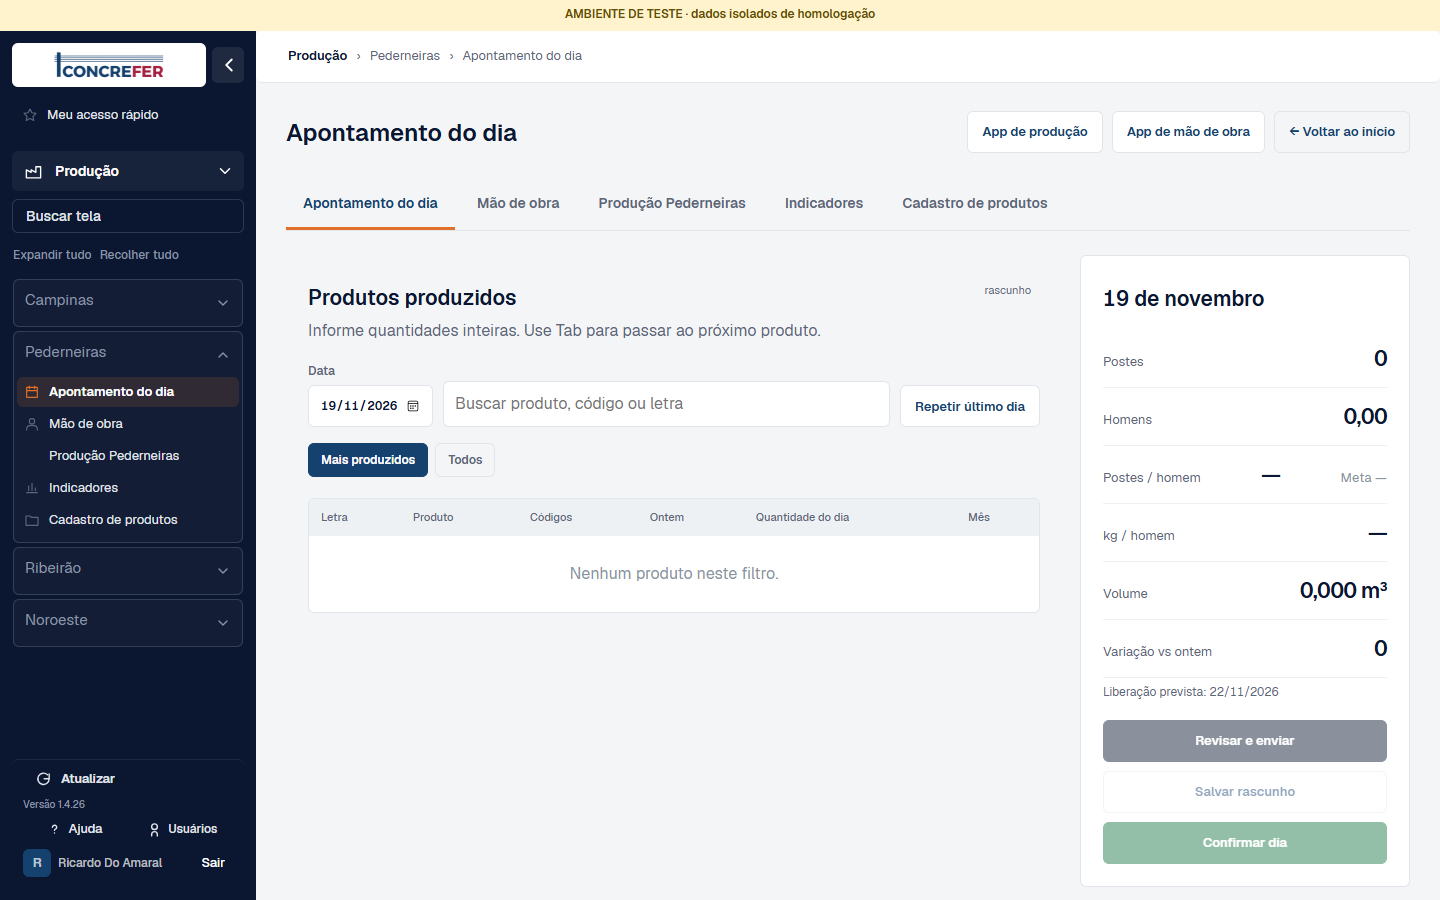 AMBIENTE DE TESTE · dados isolados de homologação
CONCREFER
Meu acesso rápido
Produção
Buscar tela
Expandir tudo Recolher tudo
Campinas
Pederneiras
Apontamento do dia
Mão de obra
Produção Pederneiras
Indicadores
Cadastro de produtos
Ribeirão
Noroeste
Atualizar
Versão 1.4.26
? Ajuda Usuários
R Ricardo Do Amaral Sair
Produção › Pederneiras › Apontamento do dia
Apontamento do dia
App de produção App de mão de obra ← Voltar ao início
Apontamento do dia Mão de obra Produção Pederneiras Indicadores Cadastro de produtos
Produtos produzidos rascunho
Informe quantidades inteiras. Use Tab para passar ao próximo produto.
Data
19/11/2026 Buscar produto, código ou letra Repetir último dia
Mais produzidos Todos
Letra Produto Códigos Ontem Quantidade do dia Mês
Nenhum produto neste filtro.
19 de novembro
Postes 0
Homens 0,00
Postes / homem — Meta —
kg / homem —
Volume 0,000 m³
Variação vs ontem 0
Liberação prevista: 22/11/2026
Revisar e enviar
Salvar rascunho
Confirmar dia